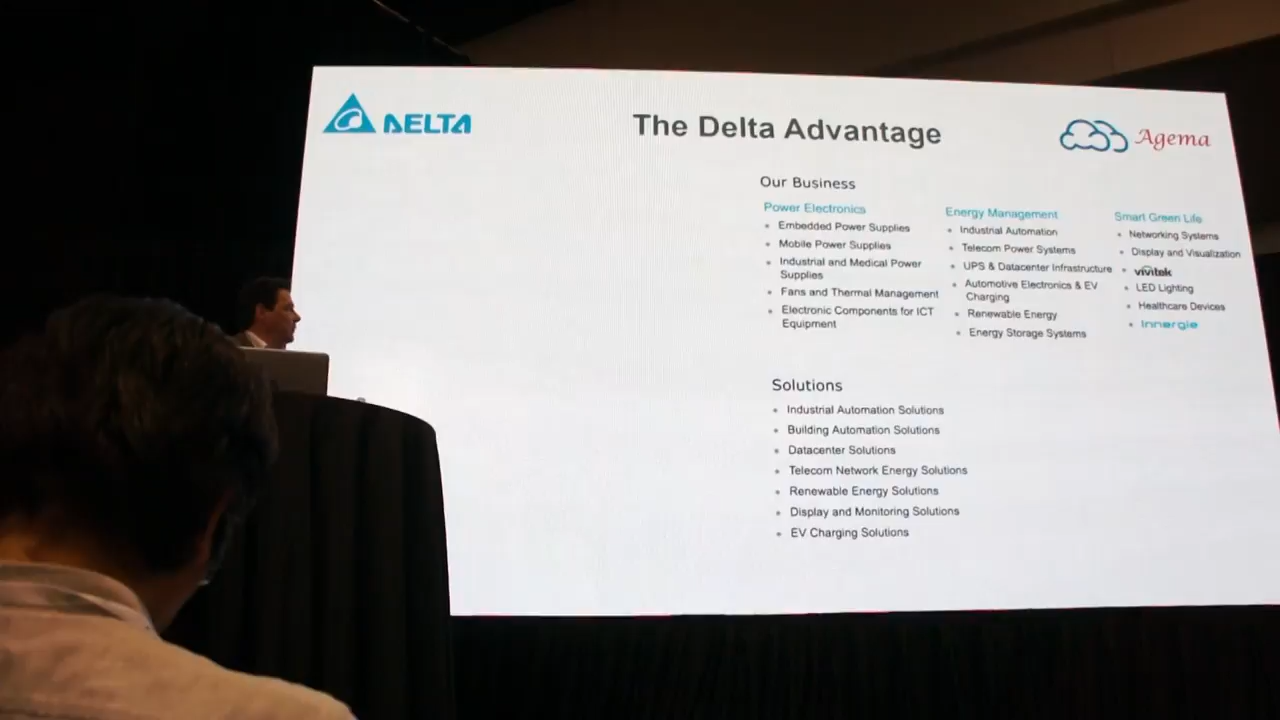 DELTA
The Delta Advantage
Agema
Our Business
Power Electronics
Embedded Power Supplies
Mobile Power Supplies
Industrial and Medical Power
Supplies
Fans and Thermal Management
Electronic Components for ICT
Equipment
Energy Management
Industrial Automation
Telecom Power Systems
UPS & Datacenter Infrastructure
Automotive Electronics & EV
Charging
Renewable Energy
Energy Storage Systems
Smart Green Life
Networking Systems
Display and Visualization
vivitek
LED Lighting
Healthcare Devices
Innergie
Solutions
Industrial Automation Solutions
Building Automation Solutions
Datacenter Solutions
Telecom Network Energy Solutions
Renewable Energy Solutions
Display and Monitoring Solutions
EV Charging Solutions